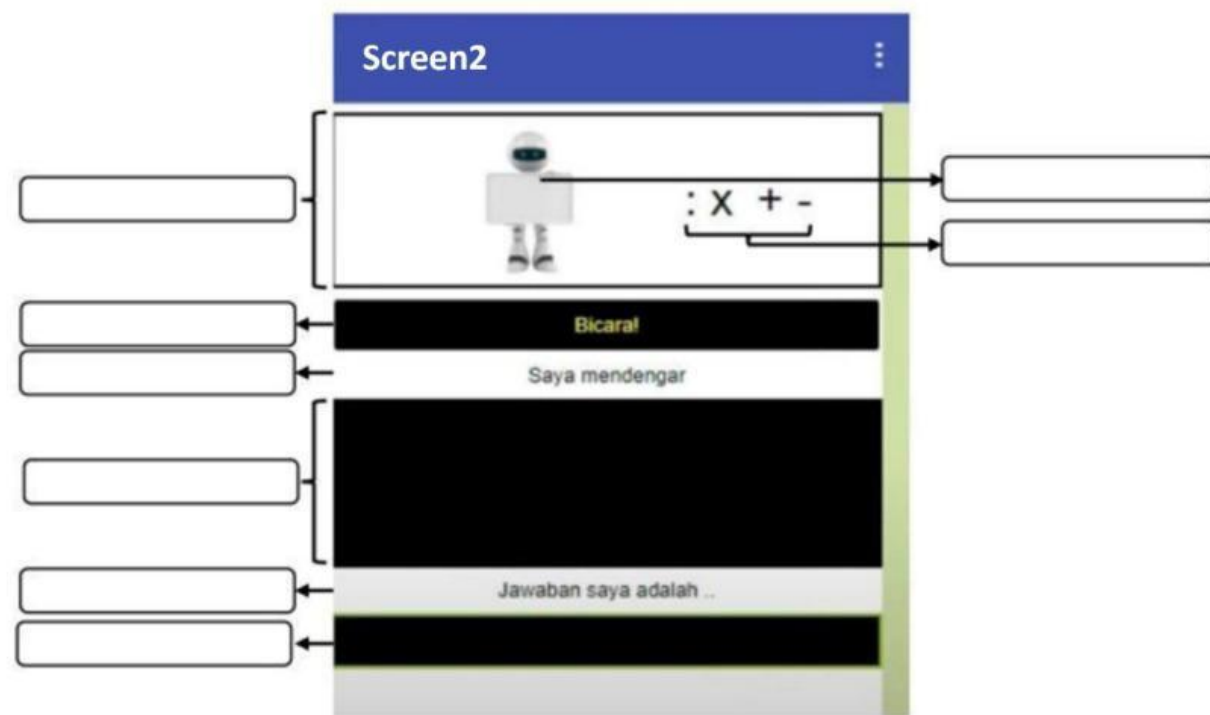 Screen2
: x + -
Bicara!
Saya mendengar
Jawaban saya adalah ..